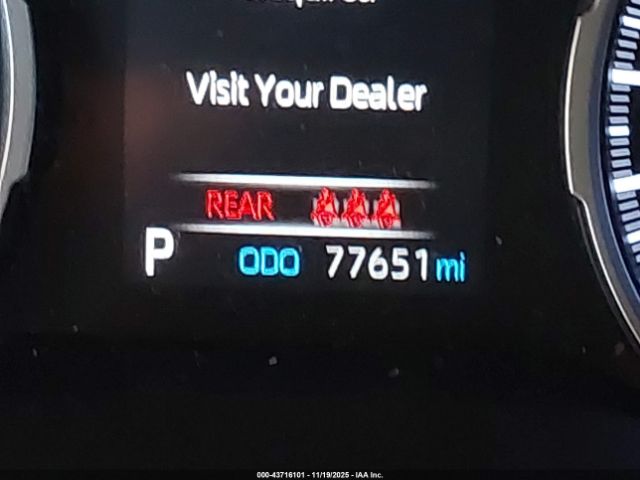 Visit Your Dealer
REAR
P ODO 77651 mi
000-43716101 - 11/19/2025 - IAA Inc.